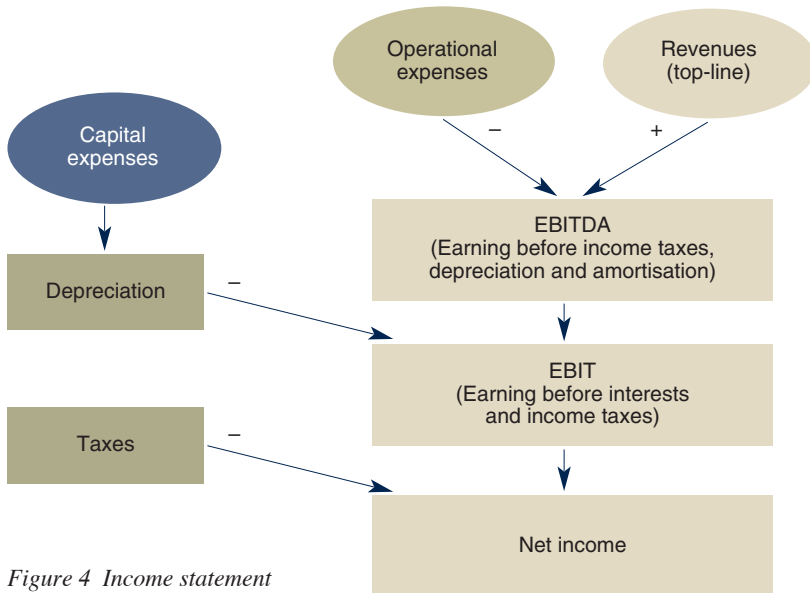 Operational
expenses
Revenues
(top-line)
Capital
expenses
–
+
EBITDA
(Earning before income taxes,
depreciation and amortisation)
Depreciation
–
EBIT
(Earning before interests
and income taxes)
Taxes
–
Net income
Figure 4 Income statement